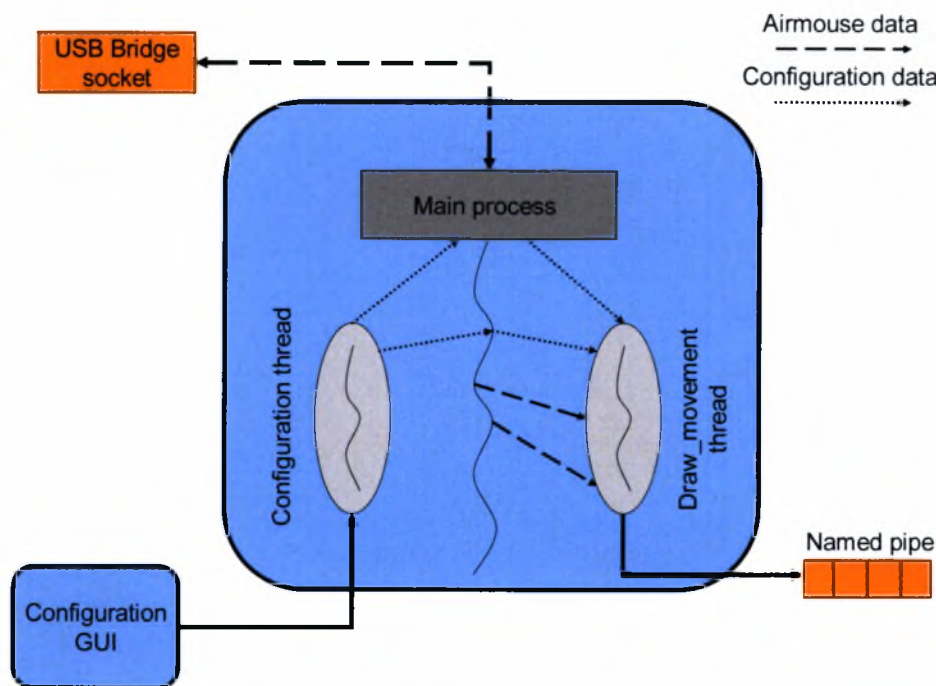 Airmouse data
USB Bridge
socket
Configuration data
Main process
Configuration thread
Draw_movement
thread
Named pipe
Configuration
GUI